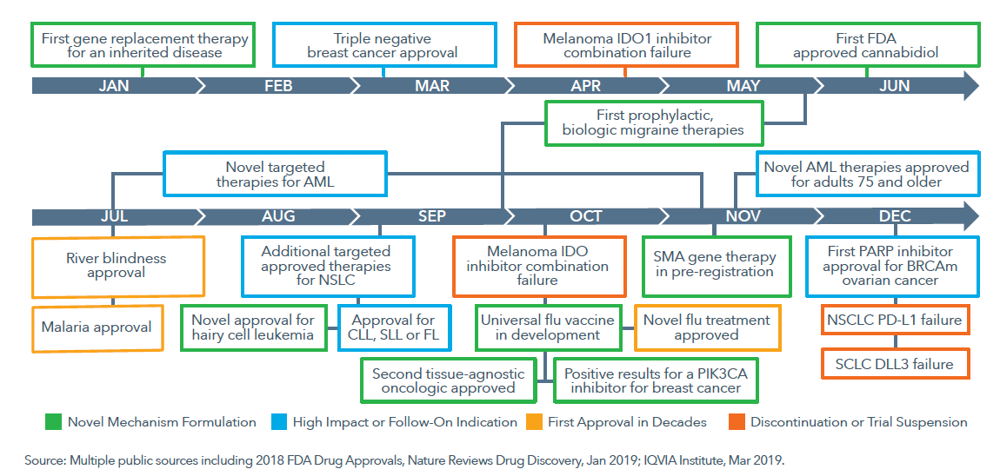 First gene replacement therapy
for an inherited disease
Triple negative
breast cancer approval
Melanoma IDO1 inhibitor
combination failure
First FDA
approved cannabidiol
JAN
FEB
MAR
APR
MAY
JUN
First prophylactic,
biologic migraine therapies
Novel targeted
therapies for AML
Novel AML therapies approved
for adults 75 and older
JUL
AUG
SEP
OCT
NOV
DEC
River blindness
approval
Additional targeted
approved therapies
for NSLC
Melanoma IDO
inhibitor combination
failure
SMA gene therapy
in pre-registration
First PARP inhibitor
approval for BRCAm
ovarian cancer
Malaria approval
Novel approval for
hairy cell leukemia
Approval for
CLL, SLL or FL
Universal flu vaccine
in development
Novel flu treatment
approved
NSCLC PD-L1 failure
Second tissue-agnostic
oncologic approved
Positive results for a PIK3CA
inhibitor for breast cancer
SCLC DLL3 failure
Novel Mechanism Formulation
High Impact or Follow-On Indication
First Approval in Decades
Discontinuation or Trial Suspension
Source: Multiple public sources including 2018 FDA Drug Approvals, Nature Reviews Drug Discovery, Jan 2019; IQVIA Institute, Mar 2019.